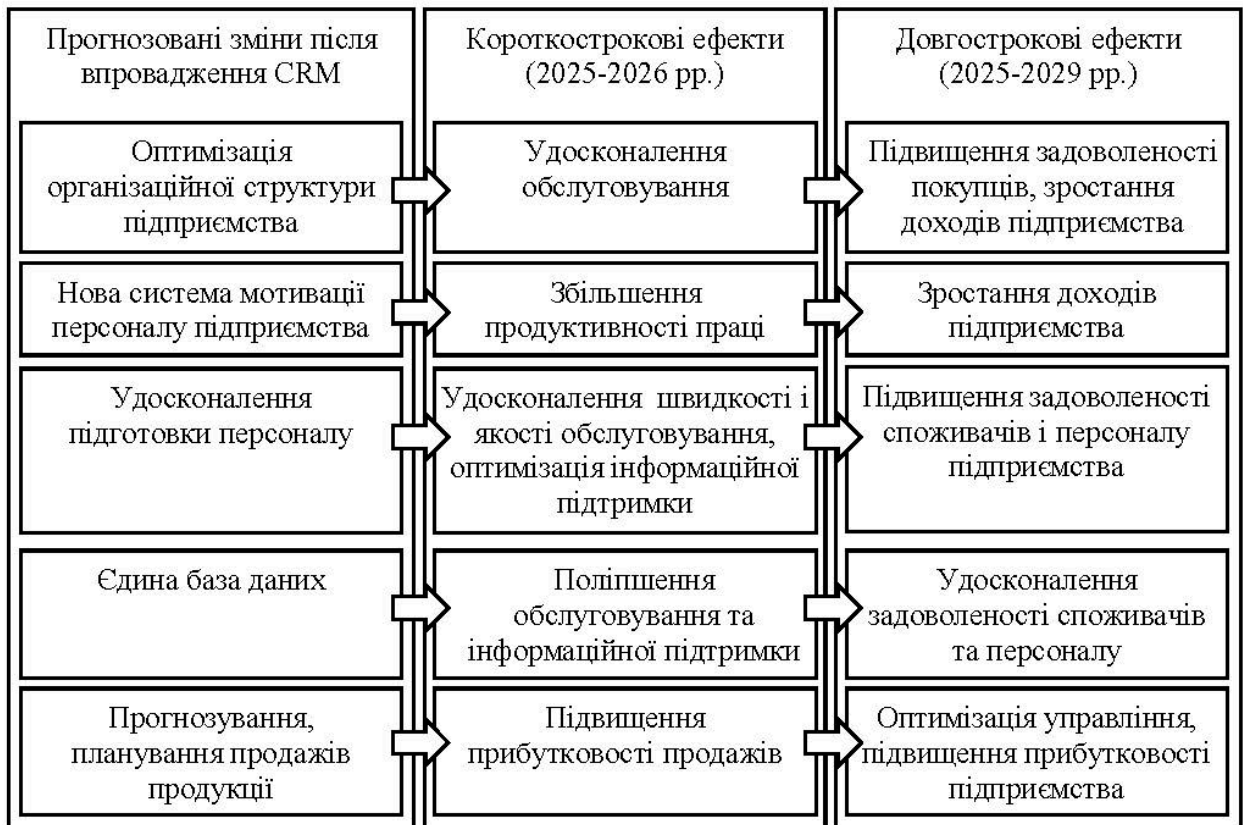 Прогнозовані зміни після
впровадження CRM
Короткострокові ефекти
(2025-2026 рр.)
Довгострокові ефекти
(2025-2029 рр.)
Оптимізація
організаційної структури
підприємства
Удосконалення
обслуговування
Підвищення задоволеності
покупців, зростання
доходів підприємства
Нова система мотивації
персоналу підприємства
Збільшення
продуктивності праці
Зростання доходів
підприємства
Удосконалення
підготовки персоналу
Удосконалення швидкості і
якості обслуговування,
оптимізація інформаційної
підтримки
Підвищення задоволеності
споживачів і персоналу
підприємства
Єдина база даних
Поліпшення
обслуговування та
інформаційної підтримки
Удосконалення
задоволеності споживачів
та персоналу
Прогнозування,
планування продажів
продукції
Підвищення
прибутковості продажів
Оптимізація управління,
підвищення прибутковості
підприємства